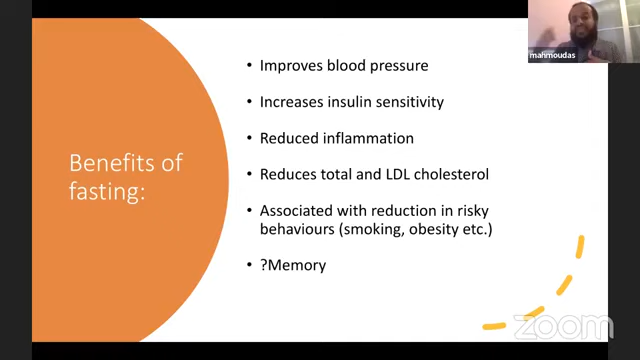 mahmoudas
Benefits of
fasting:
• Improves blood pressure
• Increases insulin sensitivity
• Reduced inflammation
• Reduces total and LDL cholesterol
• Associated with reduction in risky
behaviours (smoking, obesity etc.)
• ?Memory
zoom